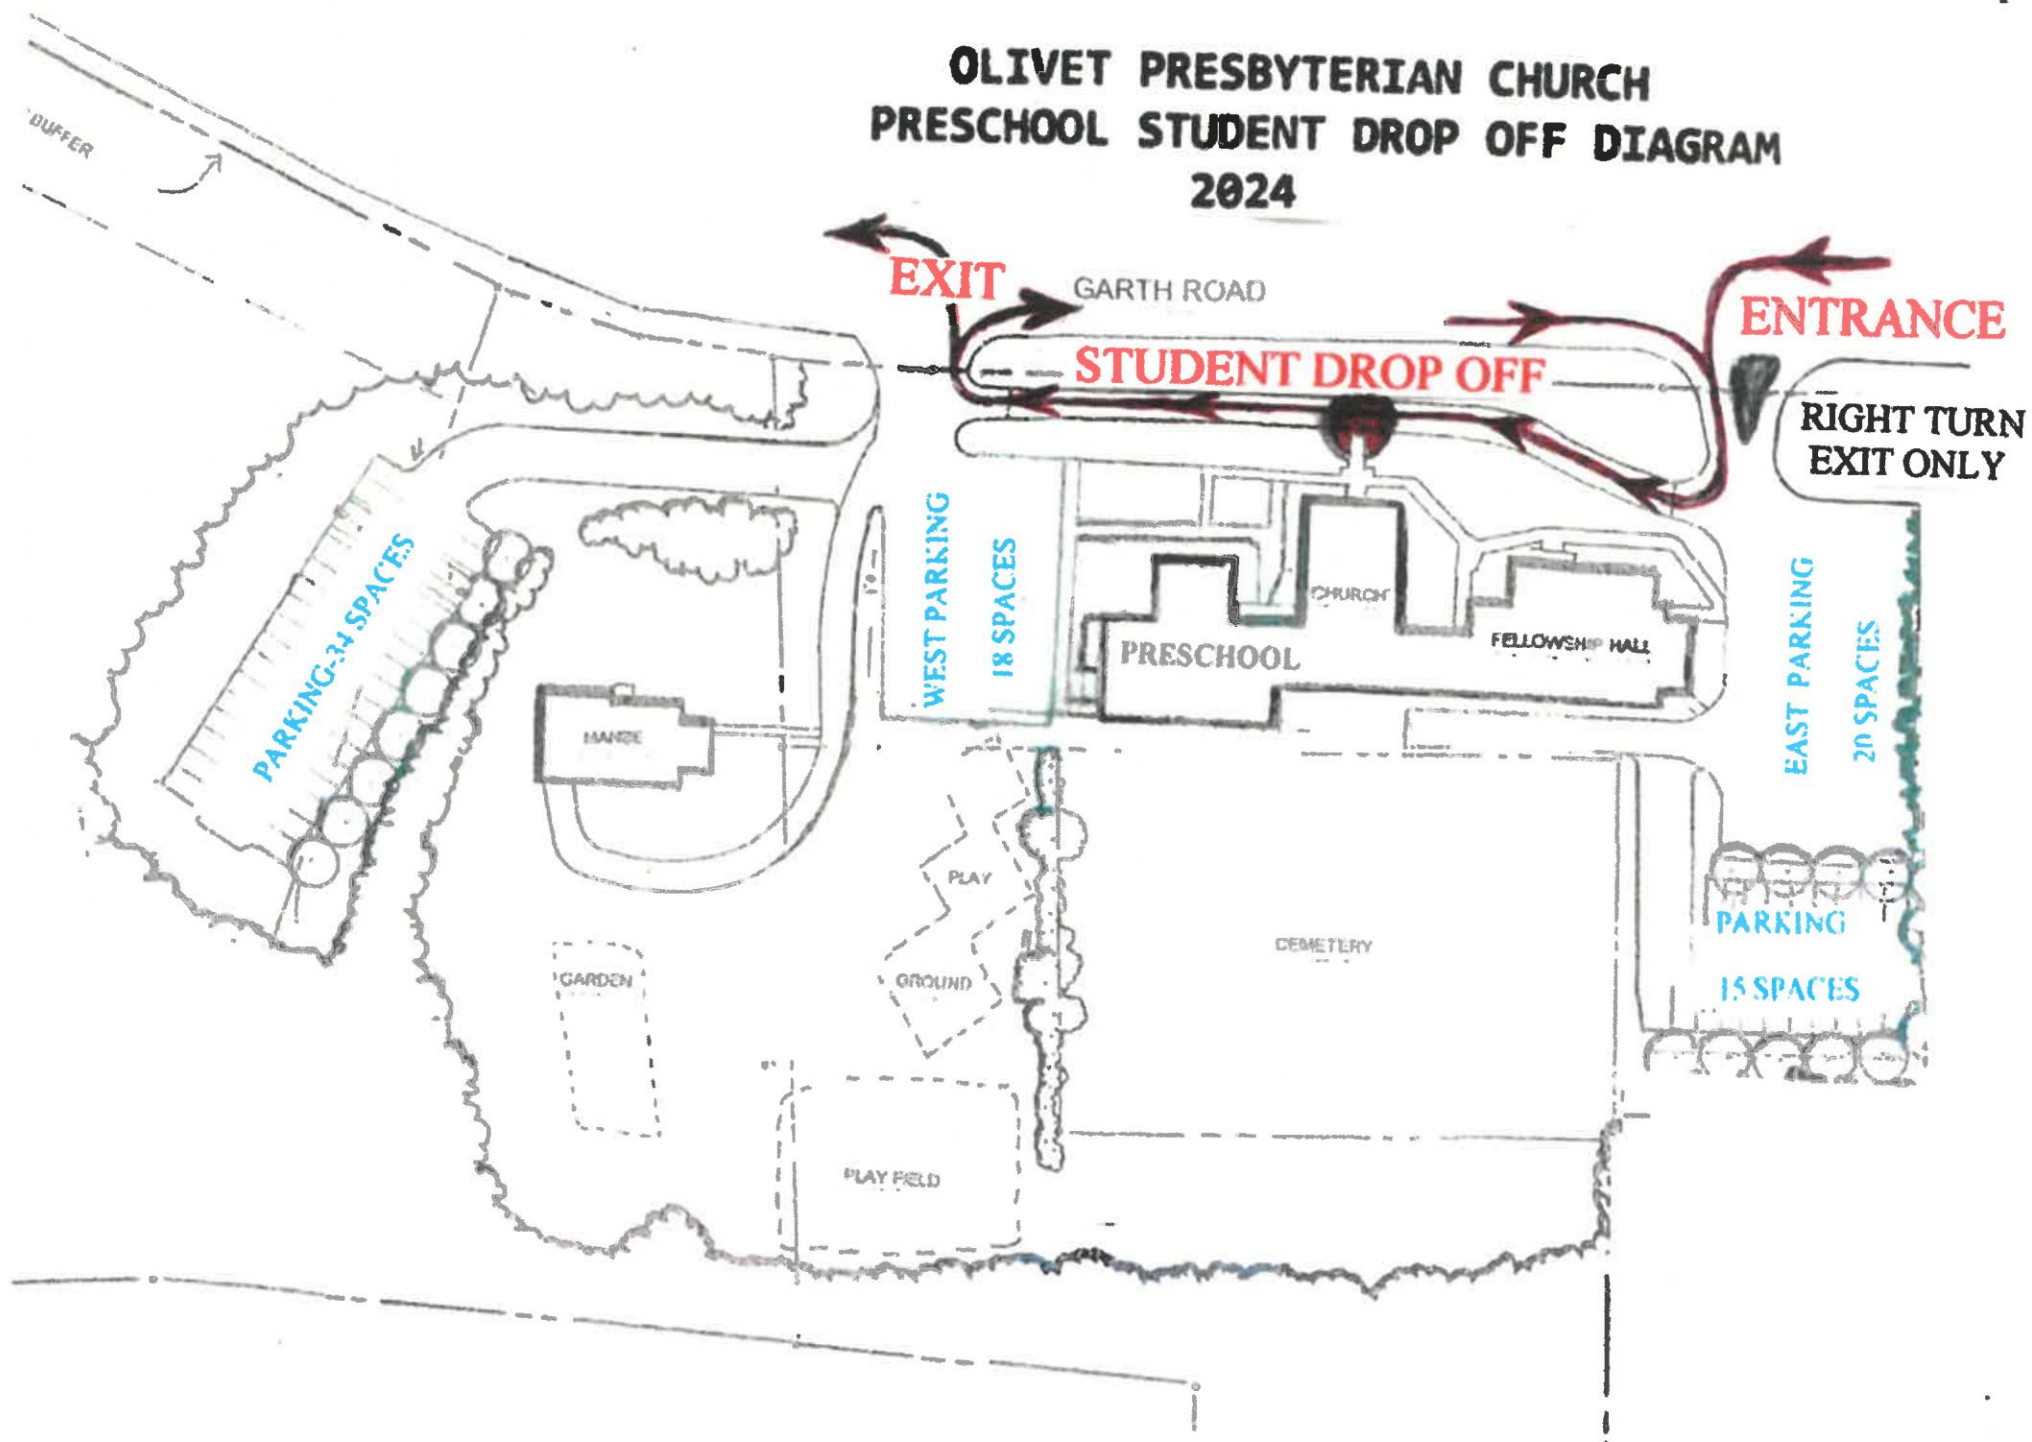 OLIVET PRESBYTERIAN CHURCH
PRESCHOOL STUDENT DROP OFF DIAGRAM
2024
BUFFER
EXIT
GARTH ROAD
ENTRANCE
STUDENT DROP OFF
RIGHT TURN
EXIT ONLY
PARKING-34 SPACES
WEST PARKING
18 SPACES
CHURCH
PRESCHOOL
FELLOWSHIP HALL
EAST PARKING
20 SPACES
MANSE
PLAY
GROUND
CEMETERY
GARDEN
PARKING
15 SPACES
PLAY FIELD